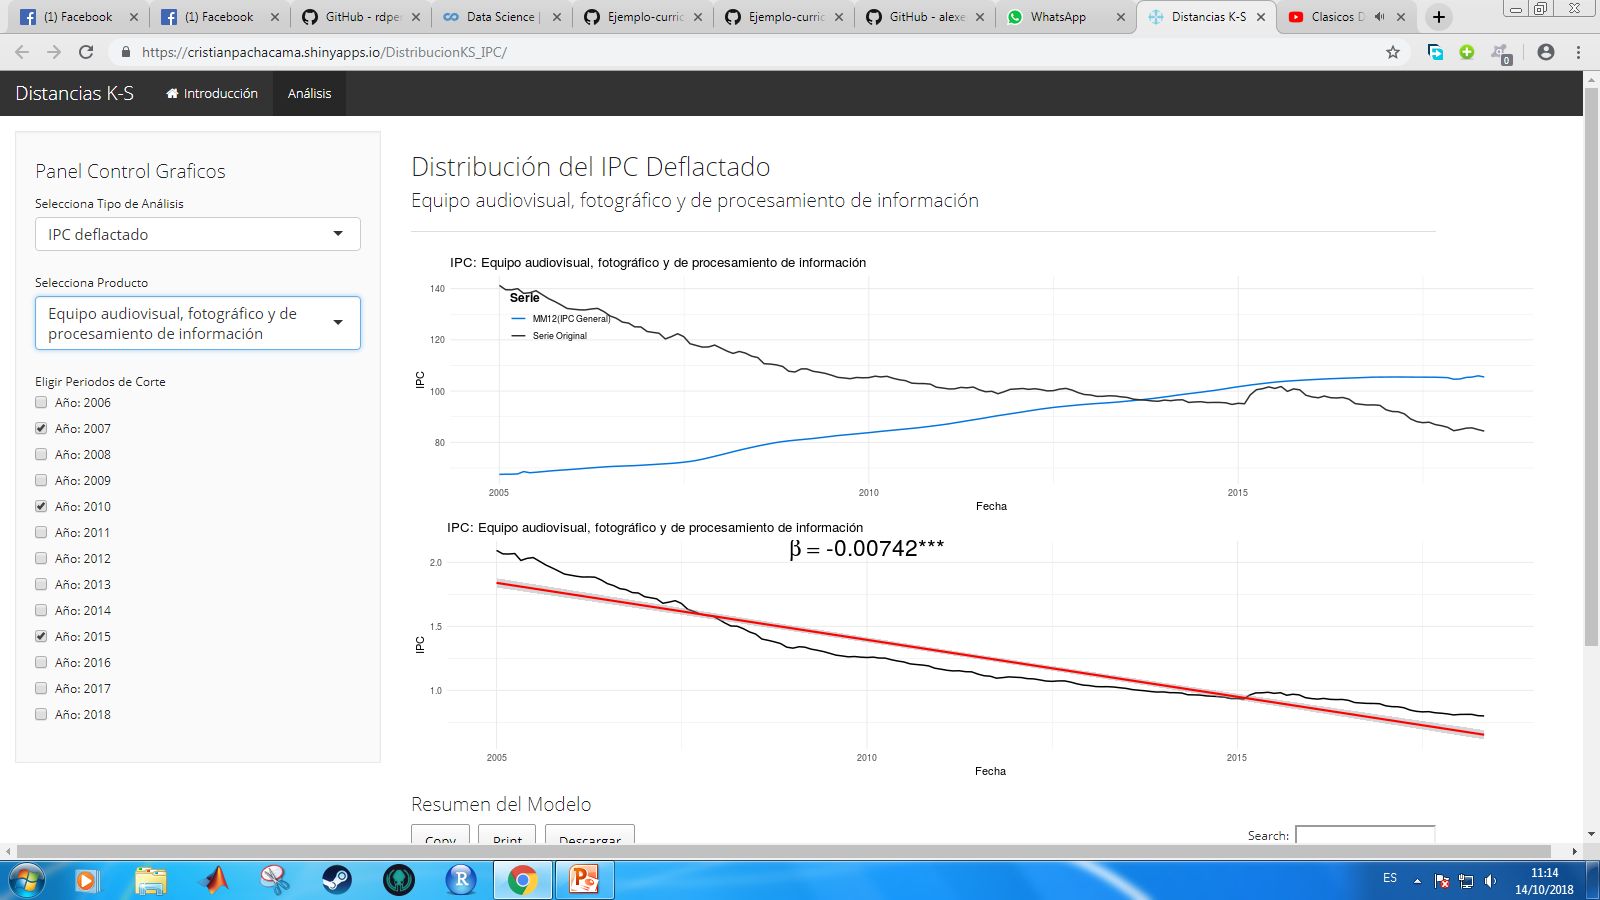 (1) Facebook
(1) Facebook
GitHub - rdpe
Data Science |
Ejemplo-curric
Ejemplo-curric
GitHub - alexe
WhatsApp
Distancias K-S
Clasicos D
https://cristianpachacama.shinyapps.io/DistribucionKS_IPC/
0
Distancias K-S
Introducción
Análisis
Panel Control Graficos
Selecciona Tipo de Análisis
IPC deflactado
Selecciona Producto
Equipo audiovisual, fotográfico y de
procesamiento de información
Eligir Periodos de Corte
Año: 2006
Año: 2007
Año: 2008
Año: 2009
Año: 2010
Año: 2011
Año: 2012
Año: 2013
Año: 2014
Año: 2015
Año: 2016
Año: 2017
Año: 2018
Distribución del IPC Deflactado
Equipo audiovisual, fotográfico y de procesamiento de información
IPC: Equipo audiovisual, fotográfico y de procesamiento de información
140
120
100
80
IPC
Serie
MM12(IPC General)
Serie Original
2005
2010
2015
Fecha
IPC: Equipo audiovisual, fotográfico y de procesamiento de información
β = -0.00742***
2.0
1.5
1.0
IPC
2005
2010
2015
Fecha
Resumen del Modelo
Copy
Print
Descargar
Search:
ES
11:14
14/10/2018